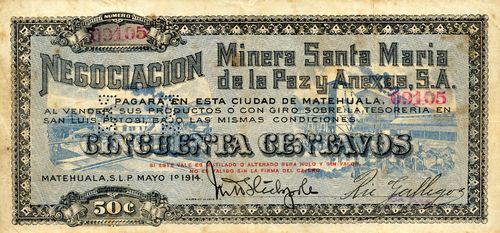 NUMERO
09105
NEGOCIACION Minera Santa Maria
de la Paz y Anexas, S.A.
PAGARA EN ESTA CIUDAD DE MATEHUALA,
09105
AL VENDER SUS PRODUCTOS O CON GIRO SOBRE LA TESORERIA EN
SAN LUIS POTOSI, BAJO LAS MISMAS CONDICIONES.
CINCUENTA CENTAVOS
SI ESTE VALE ES MUTILADO O ALTERADO SERA NULO Y SIN VALOR.
NO ES VALIDO SIN LA FIRMA DEL CAJERO.
MATEHUALA, S.L.P. MAYO 1º 1914.
Gallegos
50¢